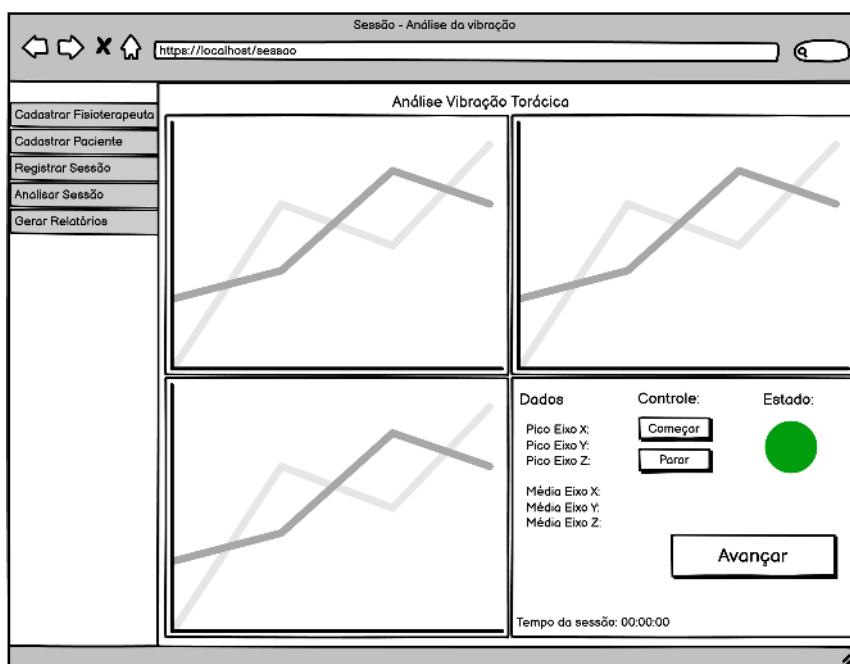 Sessão - Análise da vibração
https://localhost/sessao
Cadastrar Fisioterapeuta
Cadastrar Paciente
Registrar Sessão
Analisar Sessão
Gerar Relatórios
Análise Vibração Torácica
Dados
Pico Eixo X:
Pico Eixo Y:
Pico Eixo Z:
Média Eixo X:
Média Eixo Y:
Média Eixo Z:
Controle:
Começar
Parar
Estado:
Avançar
Tempo da sessão: 00:00:00